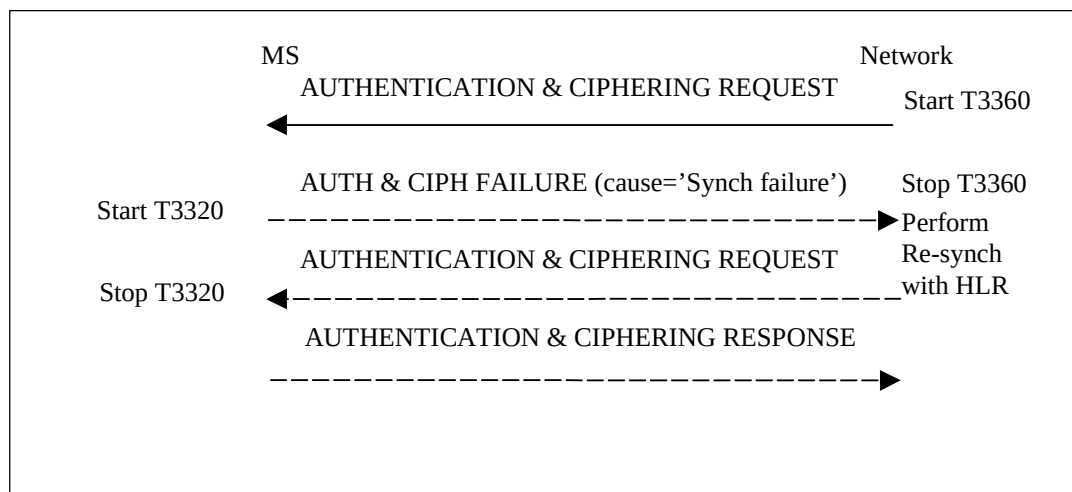 MS
Network
AUTHENTICATION & CIPHERING REQUEST
Start T3360
AUTH & CIPH FAILURE (cause=’Synch failure’)
Stop T3360
Start T3320
Perform
Re-synch
with HLR
AUTHENTICATION & CIPHERING REQUEST
Stop T3320
AUTHENTICATION & CIPHERING RESPONSE